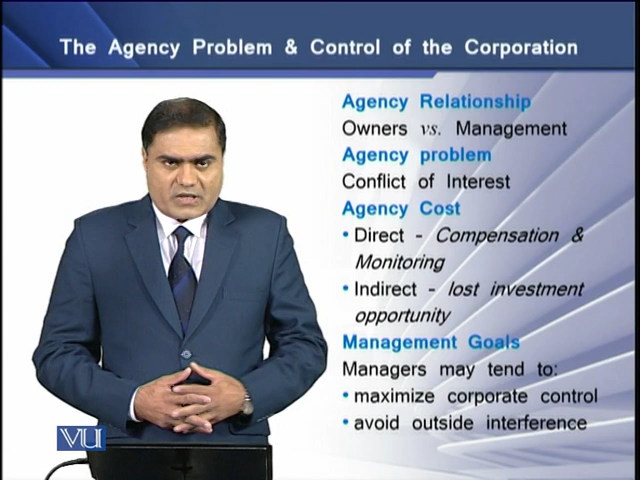 The Agency Problem & Control of the Corporation
Agency Relationship
Owners vs. Management
Agency problem
Conflict of Interest
Agency Cost
• Direct - Compensation &
Monitoring
• Indirect - lost investment
opportunity
Management Goals
Managers may tend to:
• maximize corporate control
• avoid outside interference
VU